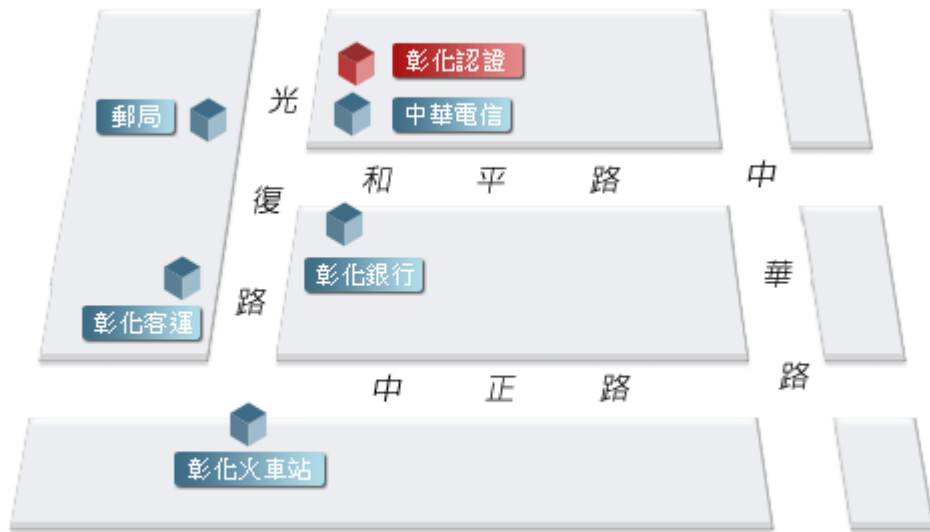 彰化認證
郵局
中華電信
光復路
和平路
中華路
彰化銀行
彰化客運
中正路
彰化火車站